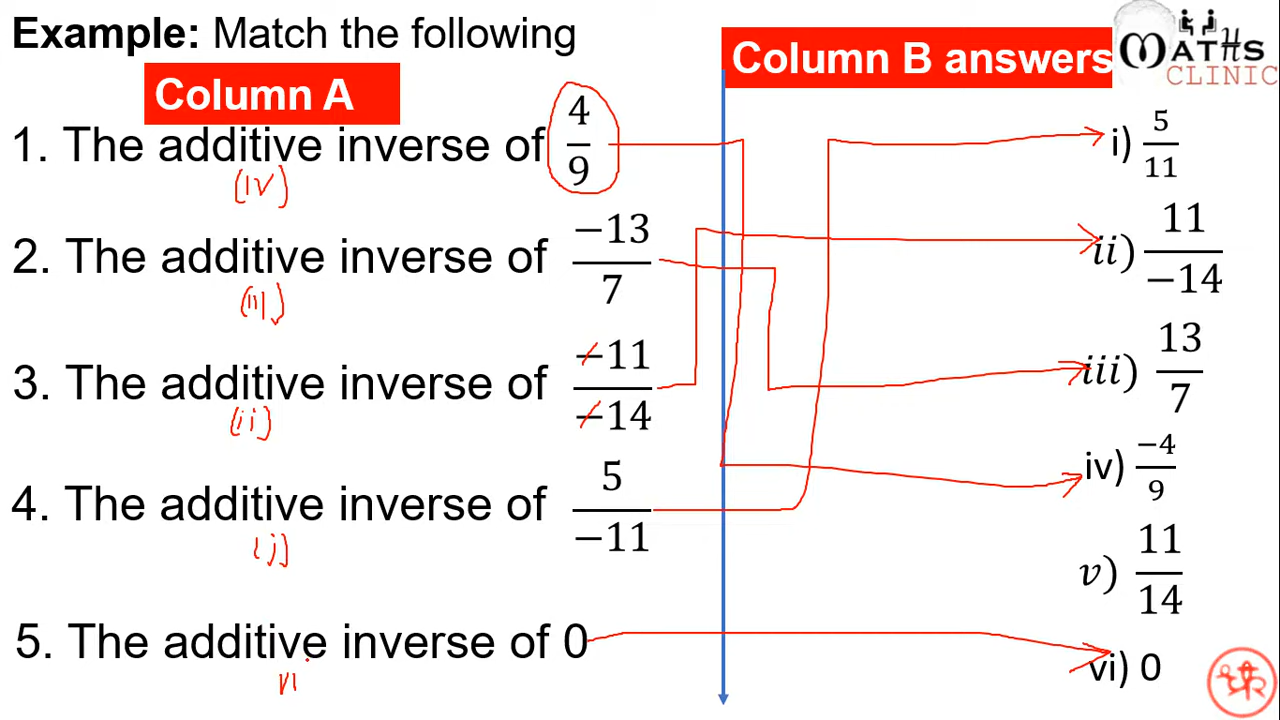 Example: Match the following
Column A
1. The additive inverse of 4/9
(iv)
2. The additive inverse of −13/7
3. The additive inverse of −11/−14
(ii)
4. The additive inverse of 5/−11
5. The additive inverse of 0
vi
Column B answers
i) 5/11
ii) 11/−14
iii) 13/7
iv) −4/9
v) 11/14
vi) 0
MATHS
CLINIC